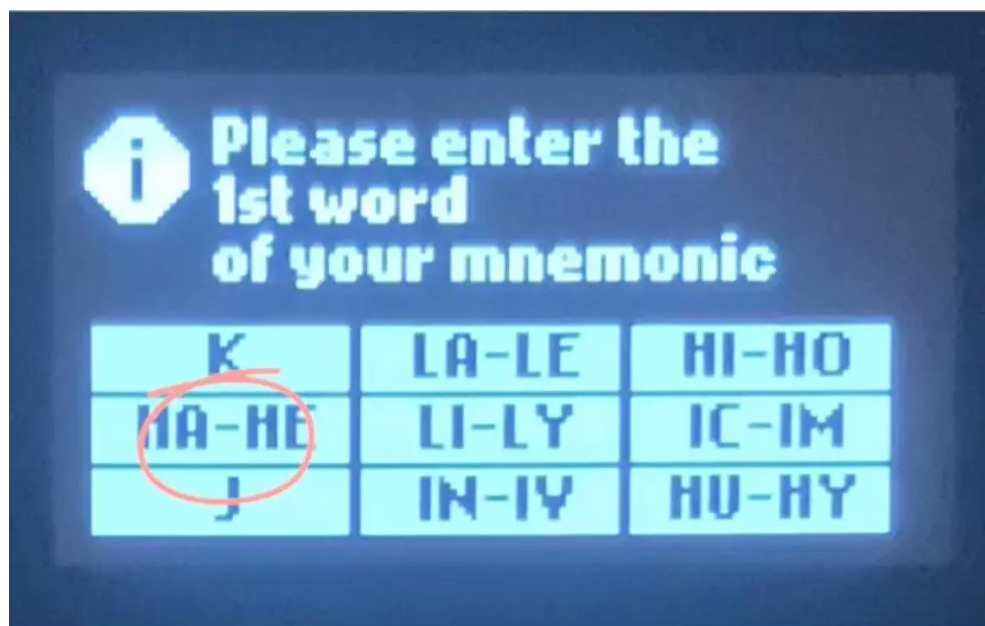 i
Please enter the
1st word
of your mnemonic
K LA-LE HI-HO
HA-HE LI-LY IC-IM
J IN-IV HU-HY